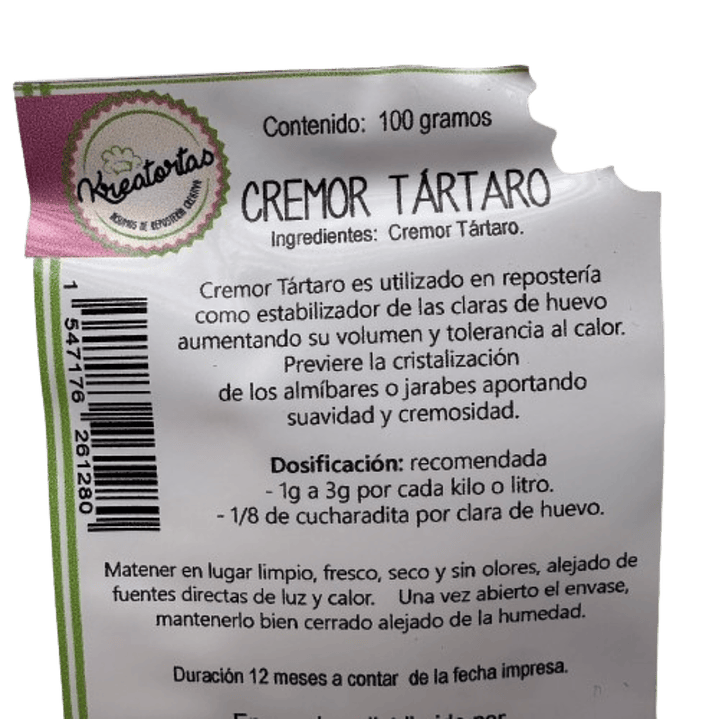 Contenido: 100 gramos
Kreatortas
INSUMOS DE REPOSTERÍA CREATIVA
CREMOR TÁRTARO
Ingredientes: Cremor Tártaro.
Cremor Tártaro es utilizado en repostería
como estabilizador de las claras de huevo
aumentando su volumen y tolerancia al calor.
Previere la cristalización
de los almíbares o jarabes aportando
suavidad y cremosidad.
1 547176 261280
Dosificación: recomendada
- 1g a 3g por cada kilo o litro.
- 1/8 de cucharadita por clara de huevo.
Matener en lugar limpio, fresco, seco y sin olores, alejado de
fuentes directas de luz y calor. Una vez abierto el envase,
mantenerlo bien cerrado alejado de la humedad.
Duración 12 meses a contar de la fecha impresa.